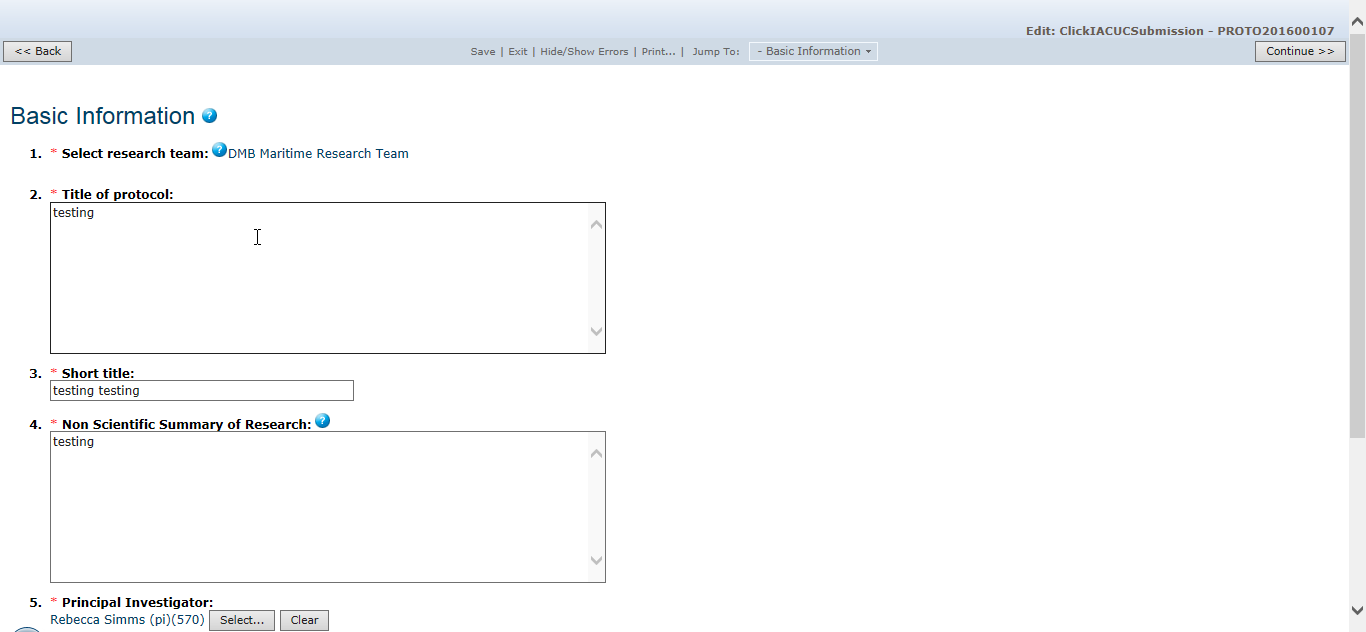 Edit: ClickIACUCSubmission - PROTO201600107
<< Back Save | Exit | Hide/Show Errors | Print... | Jump To: - Basic Information Continue >>
Basic Information ?
1. * Select research team: ? DMB Maritime Research Team
2. * Title of protocol:
testing
3. * Short title:
testing testing
4. * Non Scientific Summary of Research: ?
testing
5. * Principal Investigator:
Rebecca Simms (pi)(570) Select... Clear